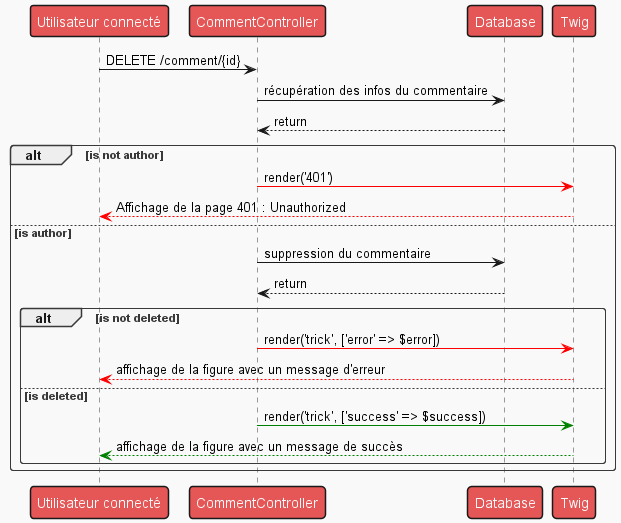 Utilisateur connecté CommentController Database Twig
DELETE /comment/{id}
récupération des infos du commentaire
return
alt [is not author]
render('401')
Affichage de la page 401 : Unauthorized
[is author]
suppression du commentaire
return
alt [is not deleted]
render('trick', ['error' => $error])
affichage de la figure avec un message d'erreur
[is deleted]
render('trick', ['success' => $success])
affichage de la figure avec un message de succès
Utilisateur connecté CommentController Database Twig